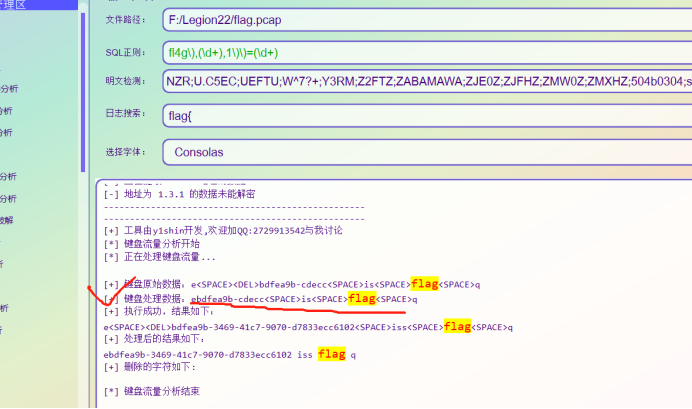 管理区
分析
分析
分析
分析
分析
破解
析
分析
析
文件路径：
F:/Legion22/flag.pcap
SQL正则：
fl4g\),(\d+),1\)\)=(\d+)
明文检测：
NZR;U.C5EC;UEFTU;W^7?+;Y3RM;Z2FTZ;ZABAMAWA;ZJE0Z;ZJFHZ;ZMW0Z;ZMXHZ;504b0304;s
日志搜索：
flag{
选择字体：
Consolas
[-] 地址为 1.3.1 的数据未能解密
------------------------------------------------------
------------------------------------------------------
[+] 工具由y1shin开发,欢迎加QQ:2729913542与我讨论
[*] 键盘流量分析开始
[*] 正在处理键盘流量...
[+] 键盘原始数据: e<SPACE><DEL>bdfea9b-cdecc<SPACE>is<SPACE>flag<SPACE>q
[+] 键盘处理数据: ebdfea9b-cdecc<SPACE>is<SPACE>flag<SPACE>q
[+] 执行成功，结果如下:
e<SPACE><DEL>bdfea9b-3469-41c7-9070-d7833ecc6102<SPACE>iss<SPACE>flag<SPACE>q
[+] 处理后的结果如下:
ebdfea9b-3469-41c7-9070-d7833ecc6102 iss flag q
[+] 删除的字符如下:
[*] 键盘流量分析结束